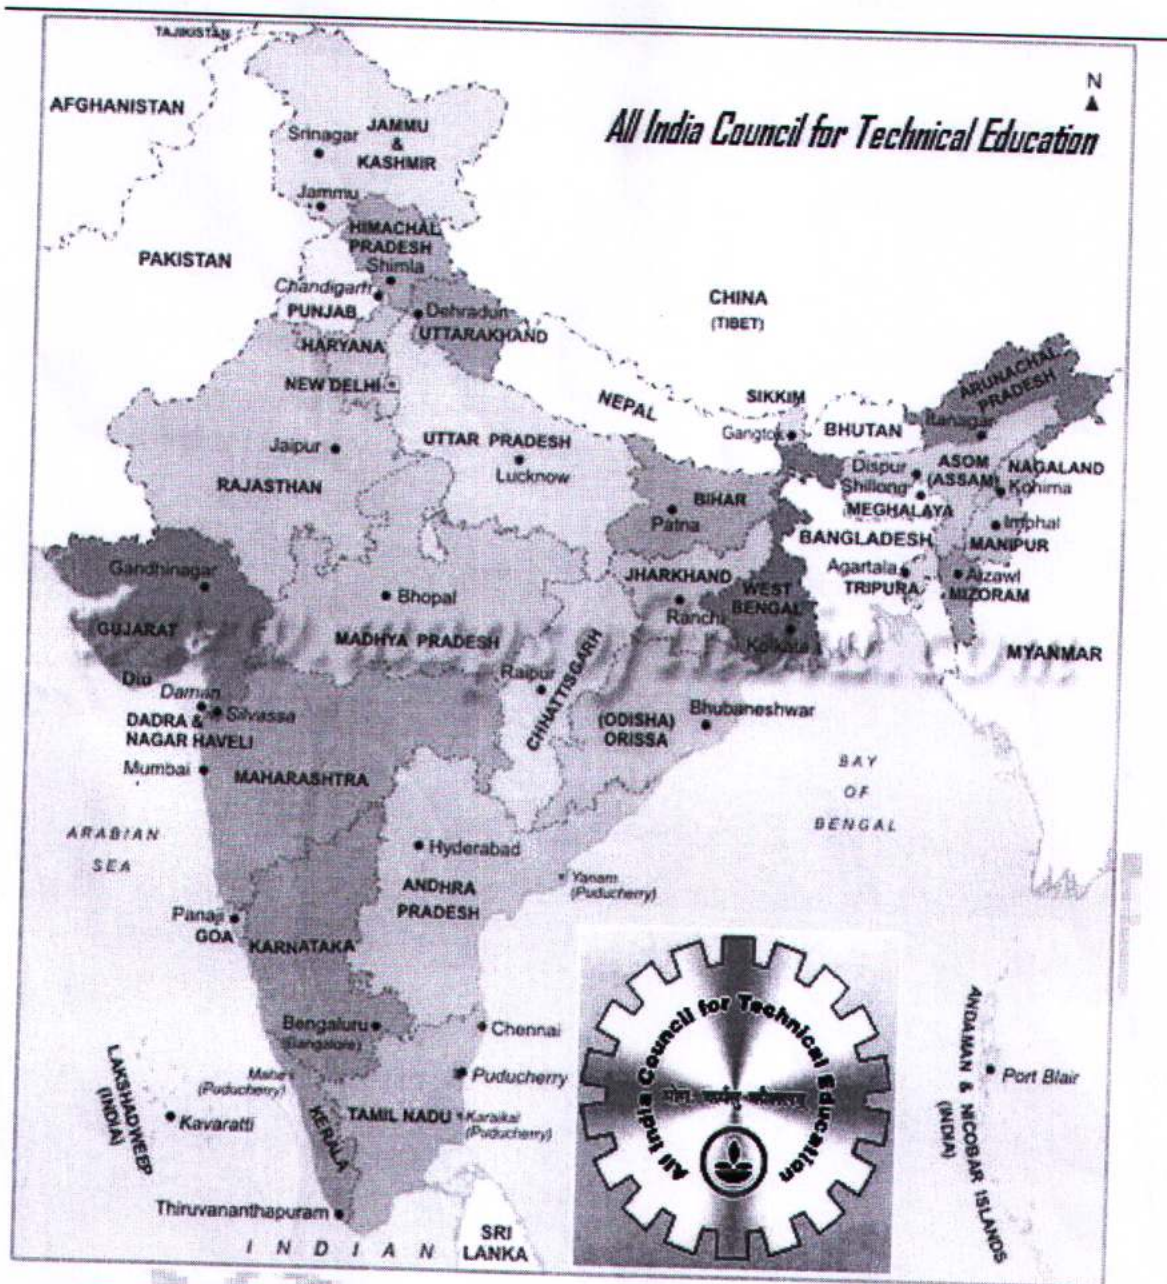 TAJIKISTAN
AFGHANISTAN
N
All India Council for Technical Education
Srinagar
JAMMU
&
KASHMIR
Jammu
HIMACHAL
PRADESH
PAKISTAN
Shimla
Chandigarh
PUNJAB
Dehradun
UTTARAKHAND
CHINA
(TIBET)
HARYANA
NEW DELHI
NEPAL
SIKKIM
Gangtok
BHUTAN
ARUNACHAL
PRADESH
Itanagar
Jaipur
RAJASTHAN
UTTAR PRADESH
Lucknow
BIHAR
Patna
Dispur
Shillong
ASOM
(ASSAM)
NAGALAND
Kohima
MEGHALAYA
BANGLADESH
Imphal
MANIPUR
Gandhinagar
GUJARAT
Bhopal
MADHYA PRADESH
JHARKHAND
Ranchi
WEST
BENGAL
Kolkata
Agartala
TRIPURA
Aizawl
MIZORAM
MYANMAR
Diu
Daman
Silvassa
DADRA &
NAGAR HAVELI
Raipur
CHHATTISGARH
(ODISHA)
ORISSA
Bhubaneshwar
Mumbai
MAHARASHTRA
ARABIAN
SEA
BAY
OF
BENGAL
Hyderabad
ANDHRA
PRADESH
Yanam
(Puducherry)
Panaji
GOA
KARNATAKA
Bengaluru
(Bangalore)
Chennai
Mahe
(Puducherry)
Puducherry
LAKSHADWEEP
(INDIA)
Kavaratti
KERALA
TAMIL NADU
Karaikal
(Puducherry)
Thiruvananthapuram
SRI
LANKA
INDIAN
All India Council for Technical Education
ANDAMAN & NICOBAR ISLANDS
(INDIA)
Port Blair